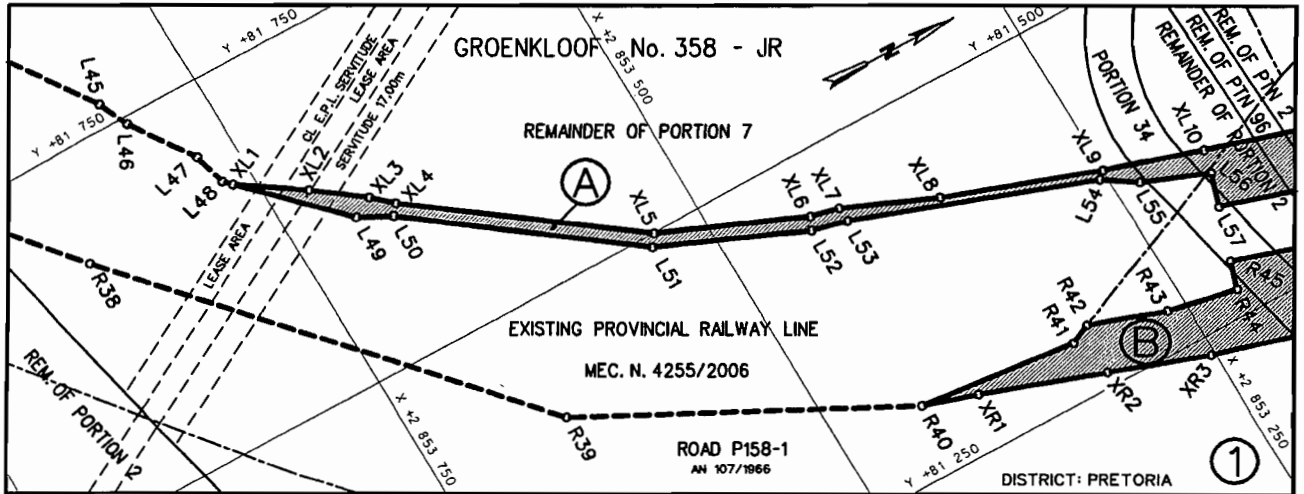 Y +81 750
X +2 853 500
Y +81 500
GROENKLOOF No. 358 - JR
N
CL E.P.L. SERVITUDE
LEASE AREA
SERVITUDE 17,00m
LEASE AREA
REMAINDER OF PORTION 7
PORTION 34
REMAINDER OF PORTION 2
REM. OF PTN 96
REM. OF PTN 2
Y +81 750
L45
L46
L47
L48
XL1
XL2
XL3
XL4
A
XL5
XL6
XL7
XL8
XL9
XL10
L49
L50
L51
L52
L53
L54
L55
L56
L57
R38
EXISTING PROVINCIAL RAILWAY LINE
MEC. N. 4255/2006
R42
R41
R43
R45
R44
B
REM. OF PORTION 2
X +2 853 750
R39
R40
XR1
XR2
XR3
X +2 853 250
ROAD P158-1
AN 107/1966
Y +81 250
DISTRICT: PRETORIA
1